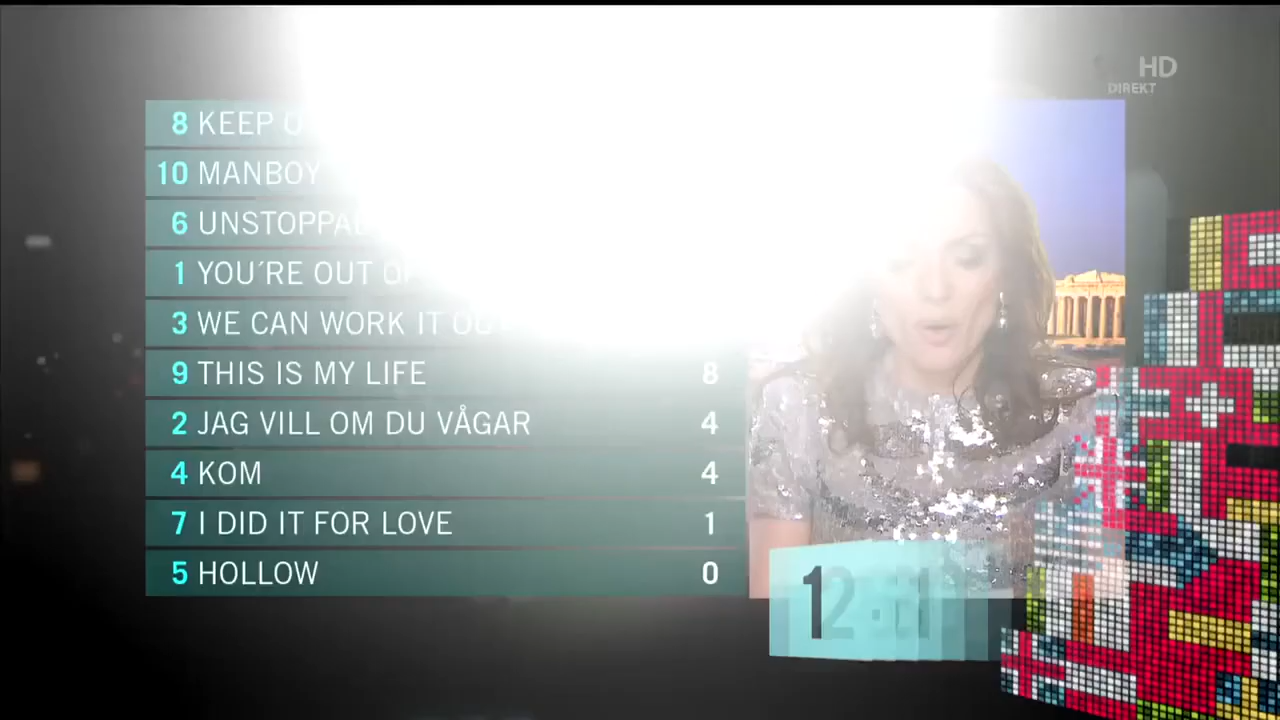 HD
DIREKT
8 KEEP
10 MANBOY
6
1 YOU´RE OUT
3 WE CAN WORK IT
9 THIS IS MY LIFE 8
2 JAG VILL OM DU VÅGAR 4
4 KOM 4
7 I DID IT FOR LOVE 1
5 HOLLOW 0